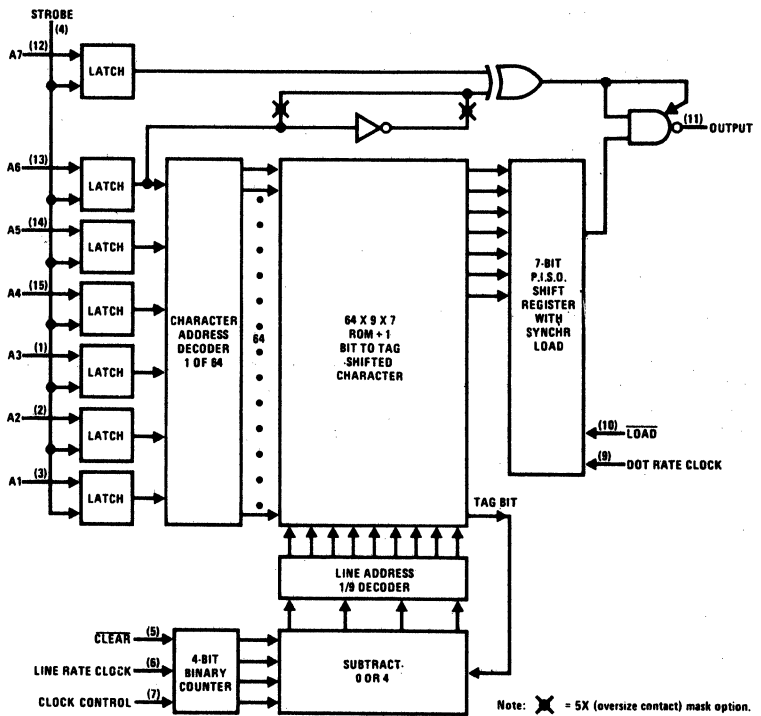 STROBE
(4)
A7 (12)
LATCH
(11)
OUTPUT
A6 (13)
LATCH
A5 (14)
LATCH
A4 (15)
LATCH
A3 (1)
LATCH
A2 (2)
LATCH
A1 (3)
LATCH
CHARACTER
ADDRESS
DECODER
1 OF 64
64
64 X 9 X 7
ROM + 1
BIT TO TAG
SHIFTED
CHARACTER
7-BIT
P.I.S.O.
SHIFT
REGISTER
WITH
SYNCHR
LOAD
(10) LOAD
(9)
DOT RATE CLOCK
TAG BIT
LINE ADDRESS
1/9 DECODER
CLEAR (5)
LINE RATE CLOCK (6)
CLOCK CONTROL (7)
4-BIT
BINARY
COUNTER
SUBTRACT
0 OR 4
Note: = 5X (oversize contact) mask option.